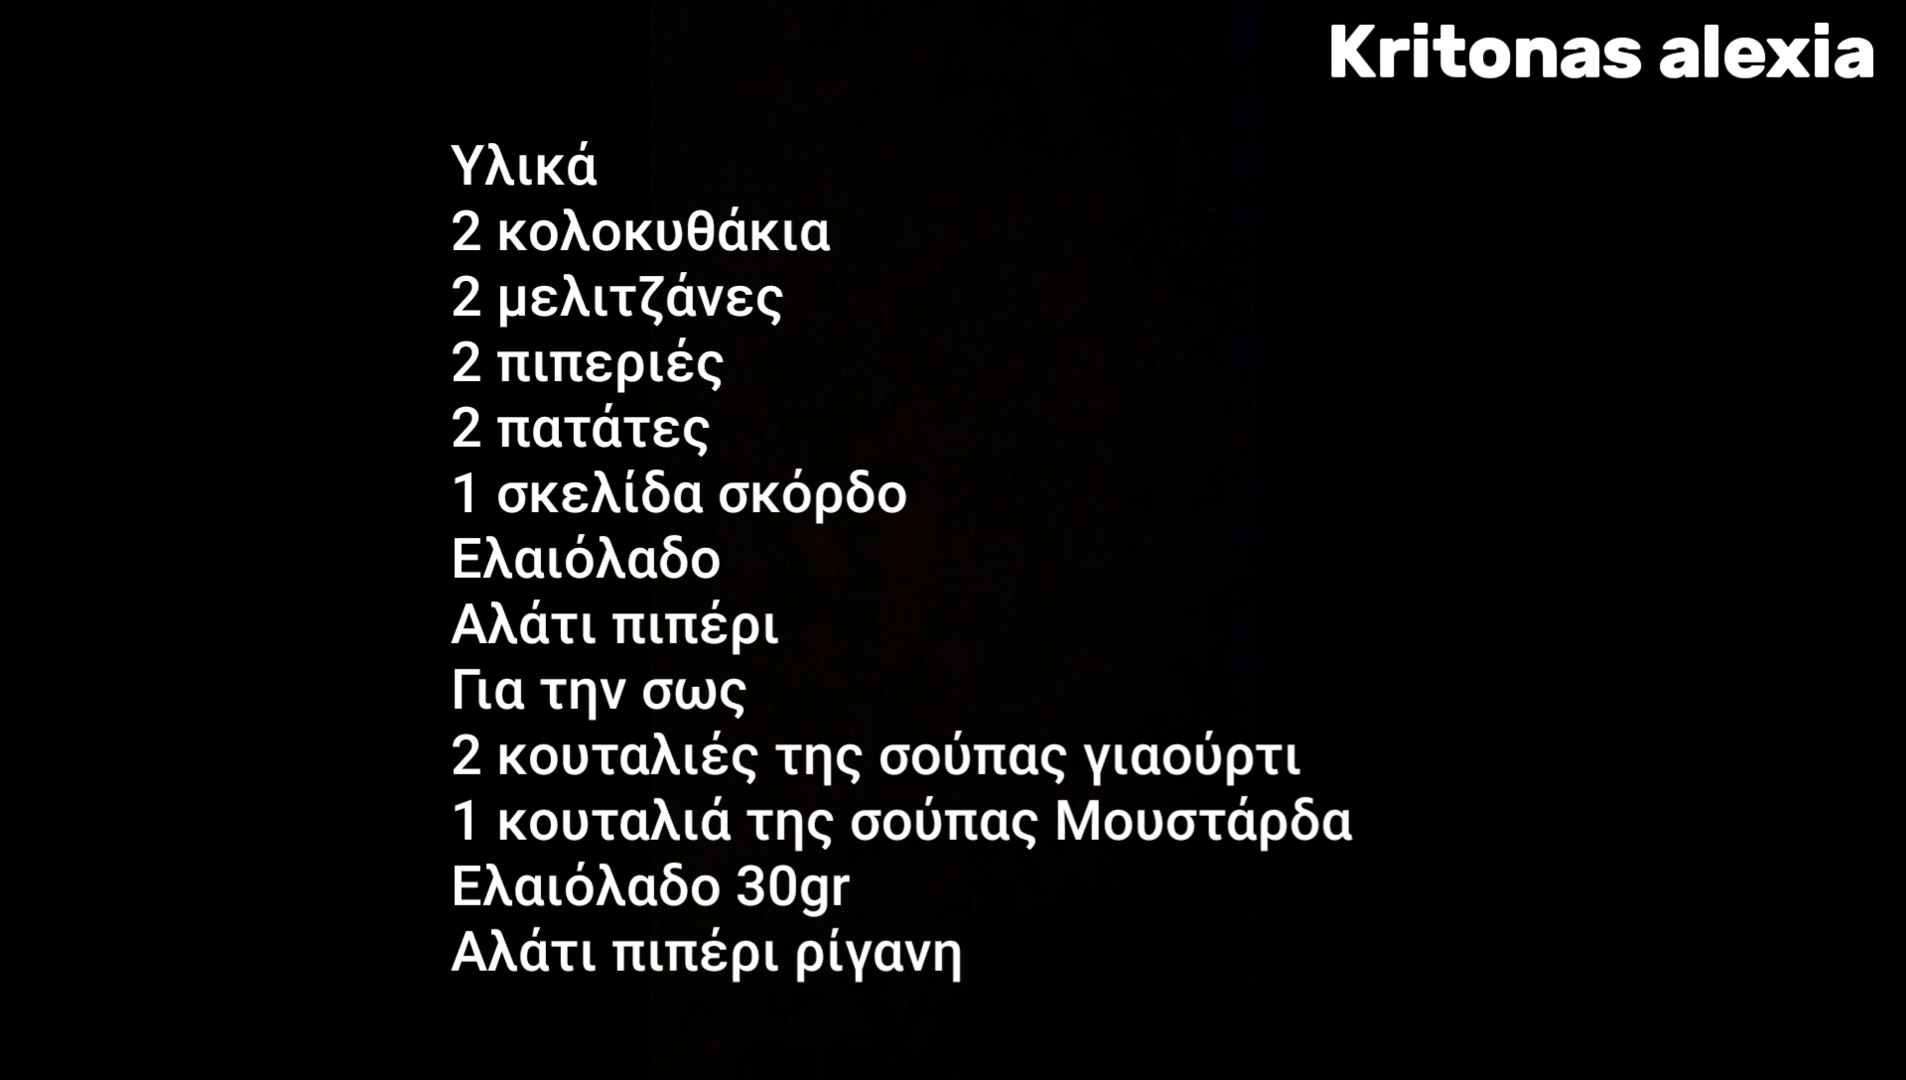 Kritonas alexia
Υλικά
2 κολοκυθάκια
2 μελιτζάνες
2 πιπεριές
2 πατάτες
1 σκελίδα σκόρδο
Ελαιόλαδο
Αλάτι πιπέρι
Για την σως
2 κουταλιές της σούπας γιαούρτι
1 κουταλιά της σούπας Μουστάρδα
Ελαιόλαδο 30gr
Αλάτι πιπέρι ρίγανη